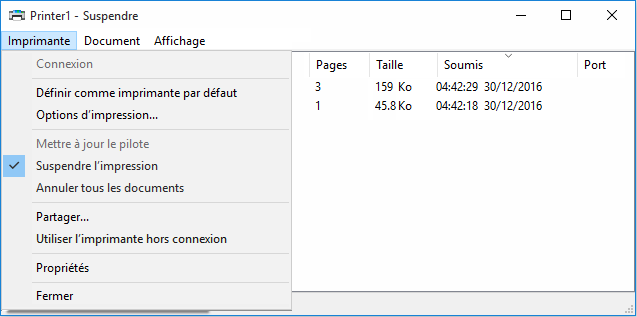 Printer1 - Suspendre
Imprimante Document Affichage
Connexion
Définir comme imprimante par défaut
Options d'impression...
Mettre à jour le pilote
Suspendre l'impression
Annuler tous les documents
Partager...
Utiliser l'imprimante hors connexion
Propriétés
Fermer
Pages Taille Soumis Port
3 159 Ko 04:42:29 30/12/2016
1 45.8 Ko 04:42:18 30/12/2016